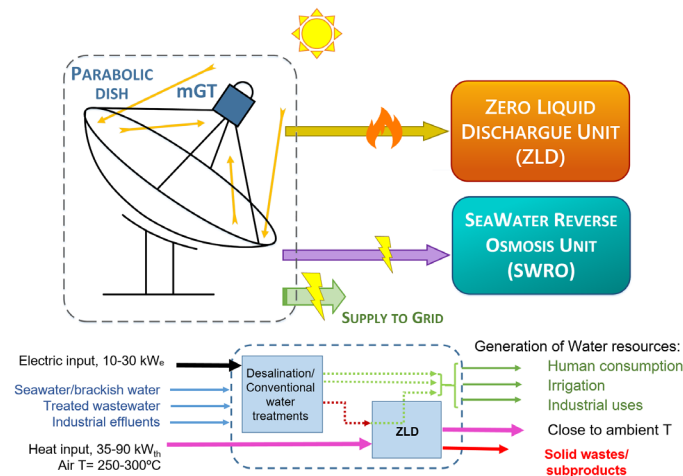 PARABOLIC
DISH
mGT
ZERO LIQUID
DISCHARGUE UNIT
(ZLD)
SEAWATER REVERSE
OSMOSIS UNIT
(SWRO)
SUPPLY TO GRID
Electric input, 10-30 kWe
Seawater/brackish water
Treated wastewater
Industrial effluents
Heat input, 35-90 kWth
Air T= 250-300ºC
Desalination/
Conventional
water
treatments
ZLD
Generation of Water resources:
Human consumption
Irrigation
Industrial uses
Close to ambient T
Solid wastes/
subproducts